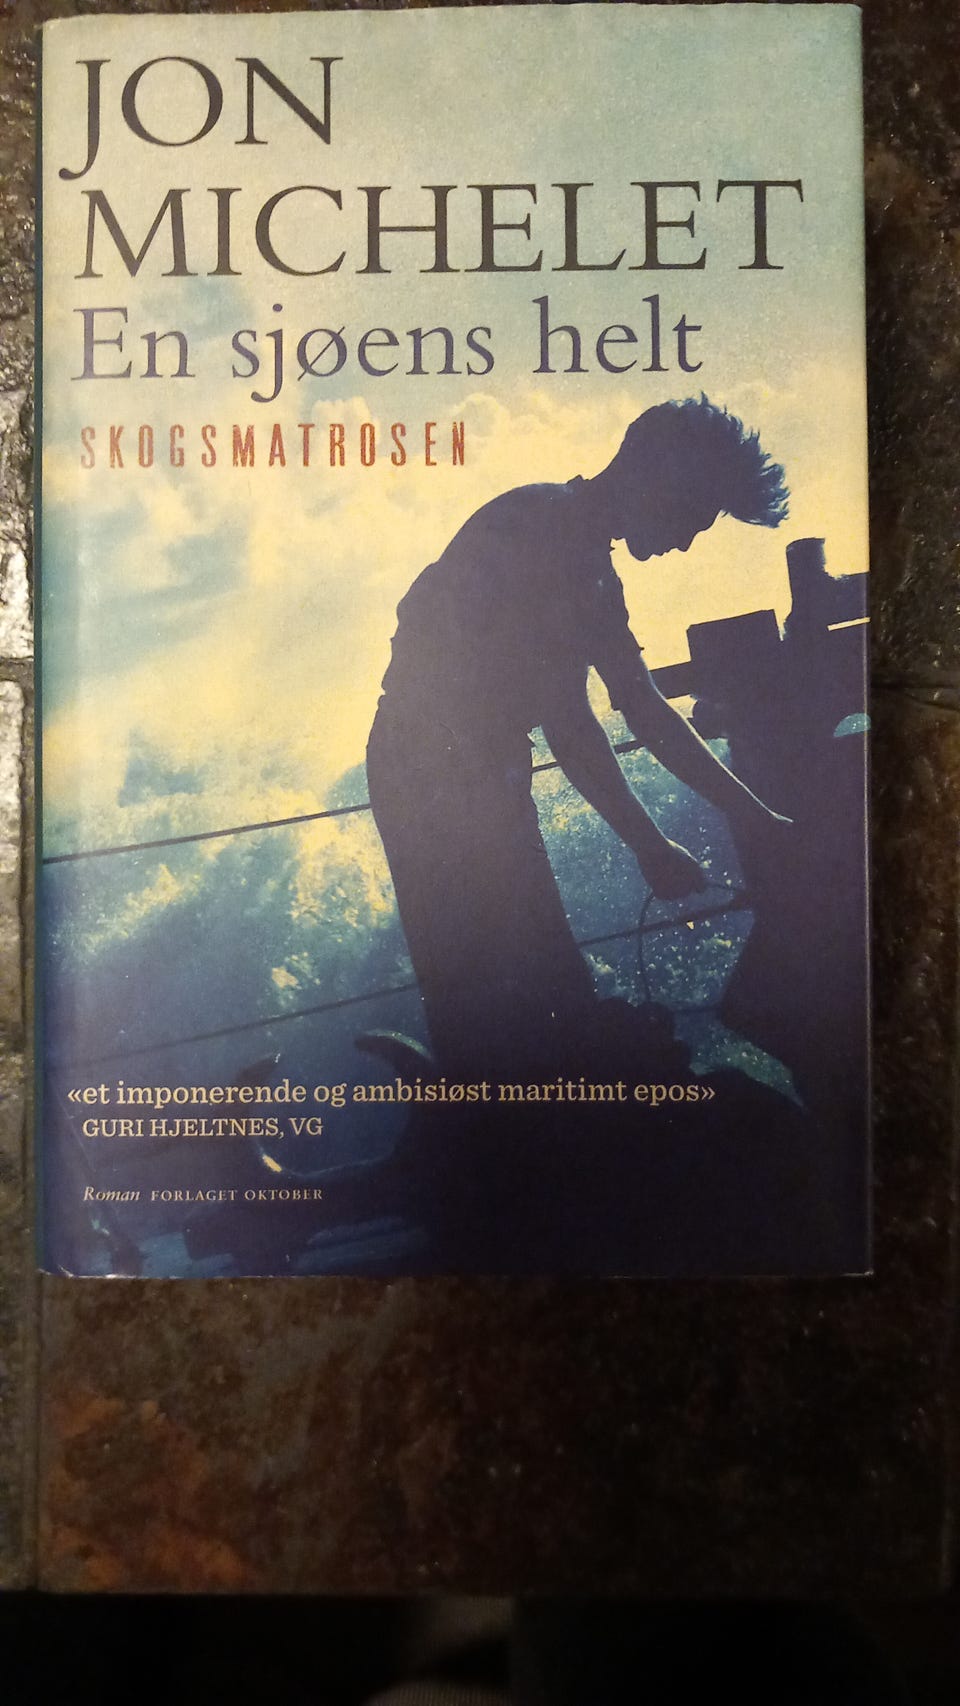 JON
MICHELET
En sjøens helt
SKOGSMATROSEN
«et imponerende og ambisiøst maritimt epos»
GURI HJELTNES, VG
Roman FORLAGET OKTOBER